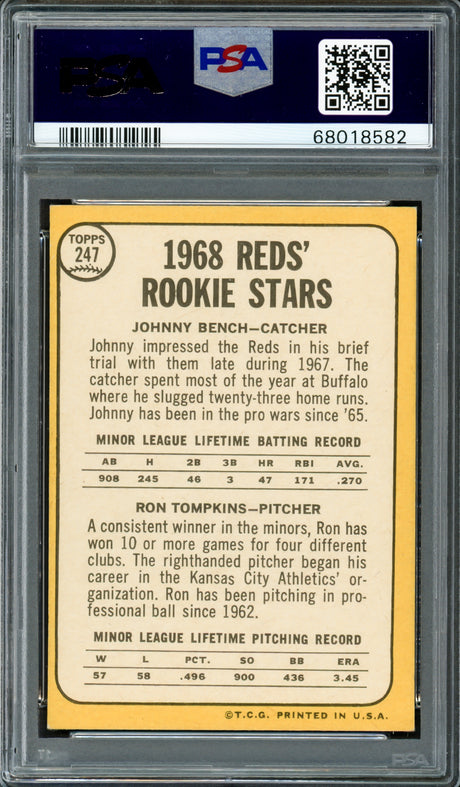 PSA
PSA
68018582
TOPPS
247
1968 REDS'
ROOKIE STARS
JOHNNY BENCH—CATCHER
Johnny impressed the Reds in his brief
trial with them late during 1967. The
catcher spent most of the year at Buffalo
where he slugged twenty-three home runs.
Johnny has been in the pro wars since '65.
MINOR LEAGUE LIFETIME BATTING RECORD
AB H 2B 3B HR RBI AVG.
908 245 46 3 47 171 .270
RON TOMPKINS—PITCHER
A consistent winner in the minors, Ron has
won 10 or more games for four different
clubs. The righthanded pitcher began his
career in the Kansas City Athletics' or-
ganization. Ron has been pitching in pro-
fessional ball since 1962.
MINOR LEAGUE LIFETIME PITCHING RECORD
W L PCT. SO BB ERA
57 58 .496 900 436 3.45
©T.C.G. PRINTED IN U.S.A.
PSA